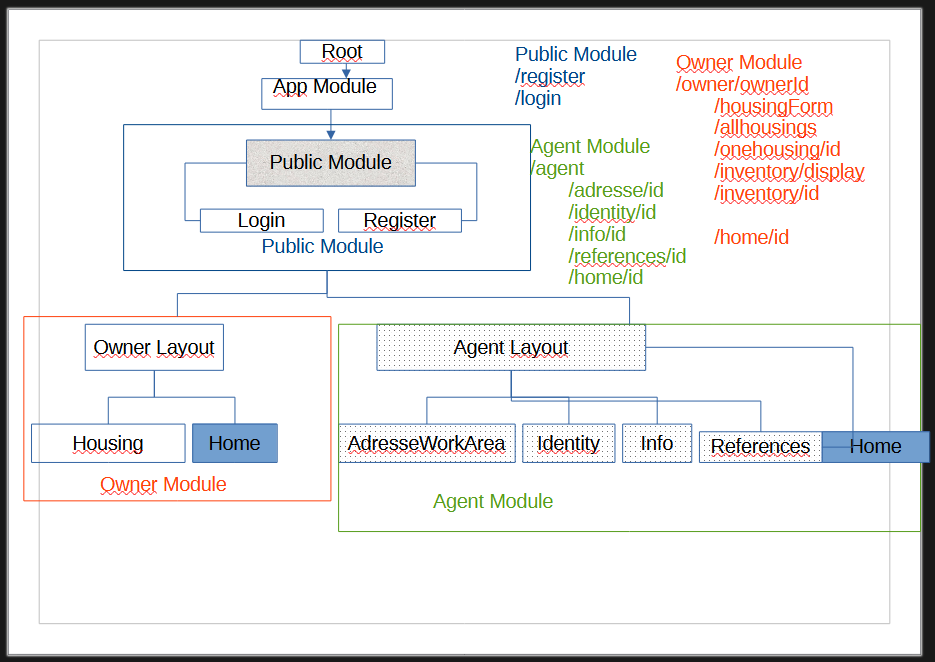 Root
App Module
Public Module
Login
Register
Public Module
Public Module
/register
/login
Agent Module
/agent
/adresse/id
/identity/id
/info/id
/references/id
/home/id
Owner Module
/owner/ownerId
/housingForm
/allhousings
/onehousing/id
/inventory/display
/inventory/id
/home/id
Owner Layout
Housing
Home
Owner Module
Agent Layout
AdresseWorkArea
Identity
Info
References
Home
Agent Module